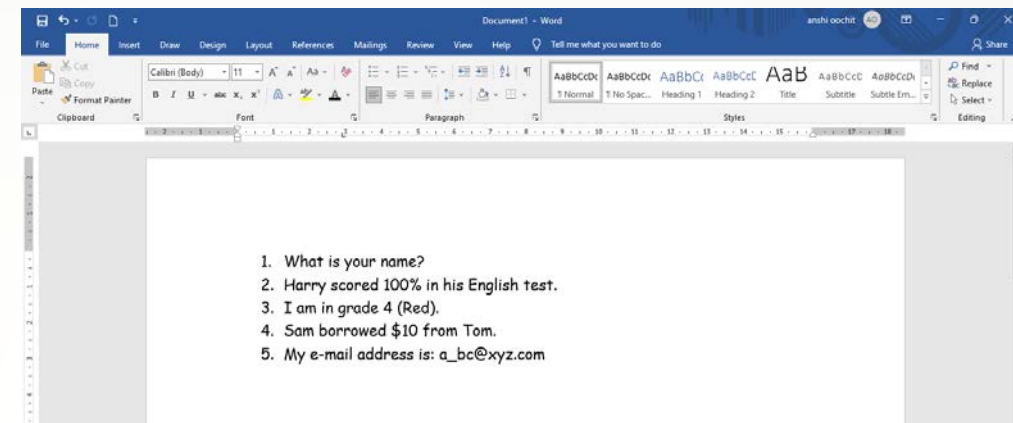 Document1 - Word
anshi oochit
AO
File Home Insert Draw Design Layout References Mailings Review View Help Tell me what you want to do
Share
Paste
Cut
Copy
Format Painter
Calibri (Body) 11
AaBbCcDc AaBbCcDc AaBbCc AaBbCcC AaB AaBbCcC AaBbCcDi
¶ Normal ¶ No Spac... Heading 1 Heading 2 Title Subtitle Subtle Em...
Find
Replace
Select
Clipboard Font Paragraph Styles Editing
1. What is your name?
2. Harry scored 100% in his English test.
3. I am in grade 4 (Red).
4. Sam borrowed $10 from Tom.
5. My e-mail address is: a_bc@xyz.com